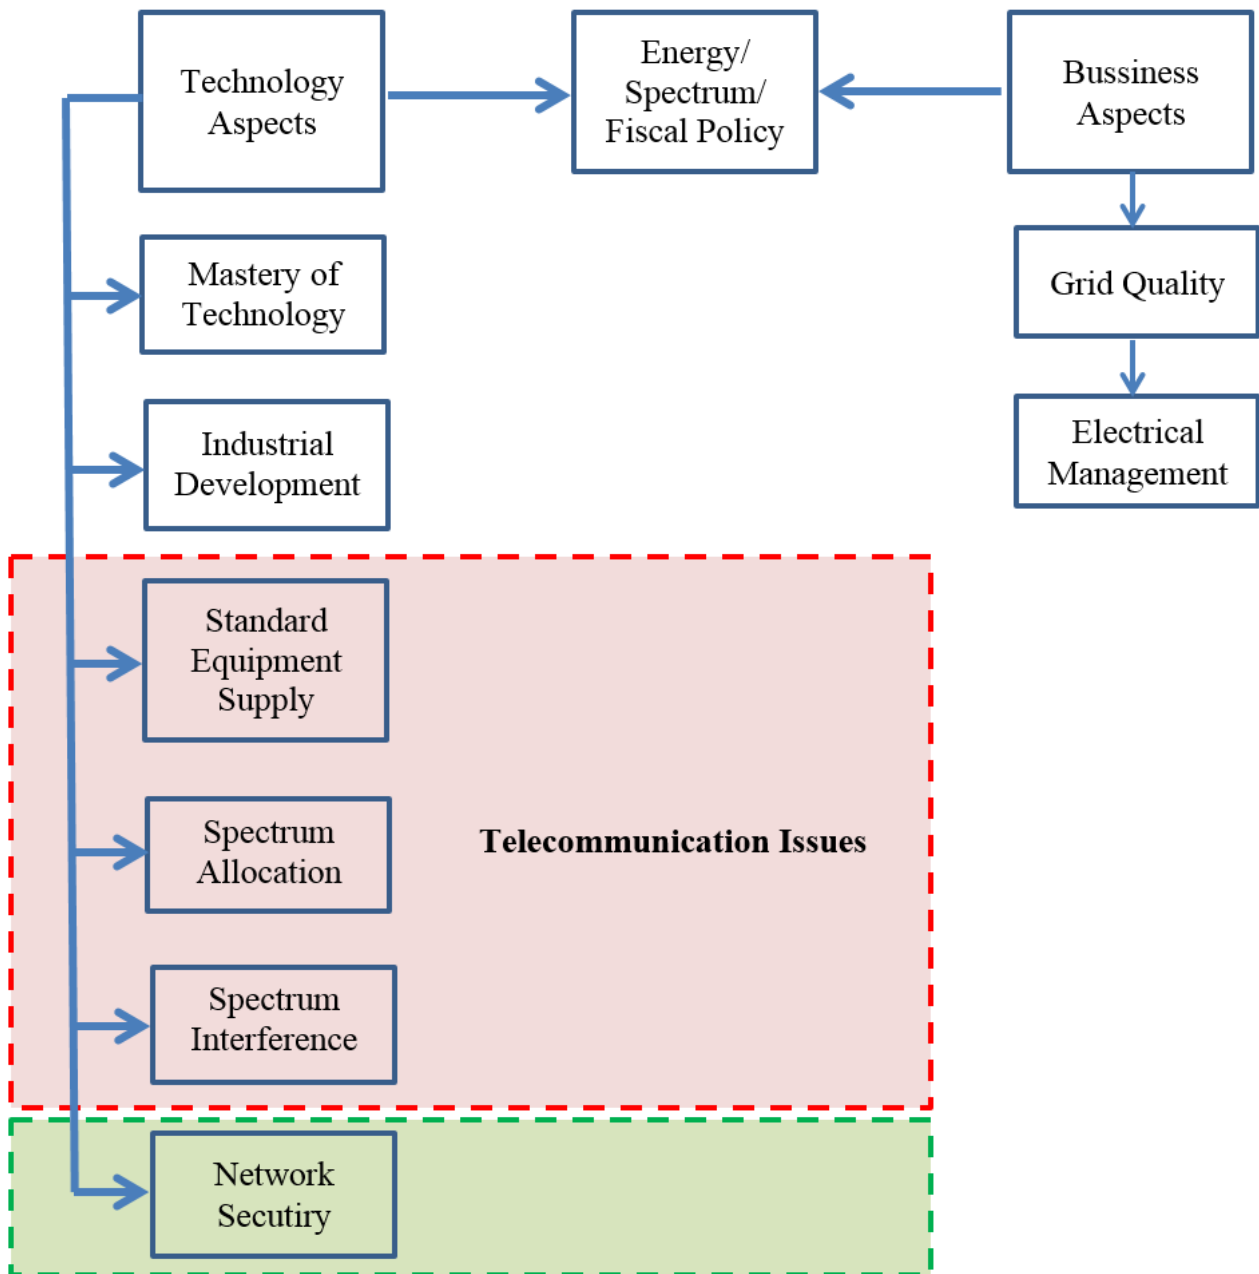 Technology
Aspects
Energy/
Spectrum/
Fiscal Policy
Bussiness
Aspects
Mastery of
Technology
Grid Quality
Industrial
Development
Electrical
Management
Standard
Equipment
Supply
Spectrum
Allocation
Telecommunication Issues
Spectrum
Interference
Network
Secutiry